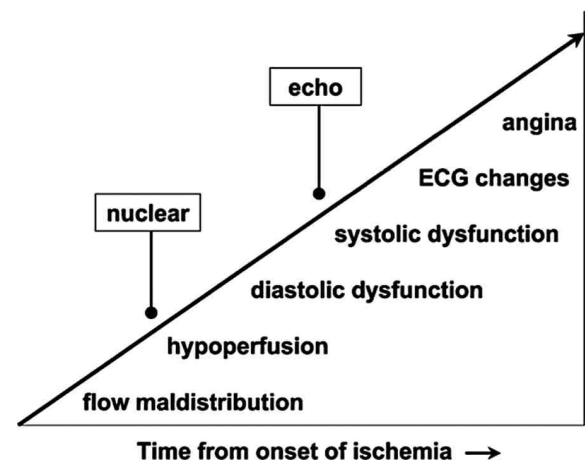 echo
angina
ECG changes
nuclear
systolic dysfunction
diastolic dysfunction
hypoperfusion
flow maldistribution
Time from onset of ischemia →